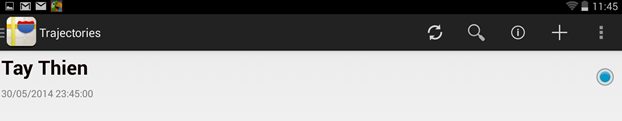 11:45
Trajectories
Tay Thien
30/05/2014 23:45:00